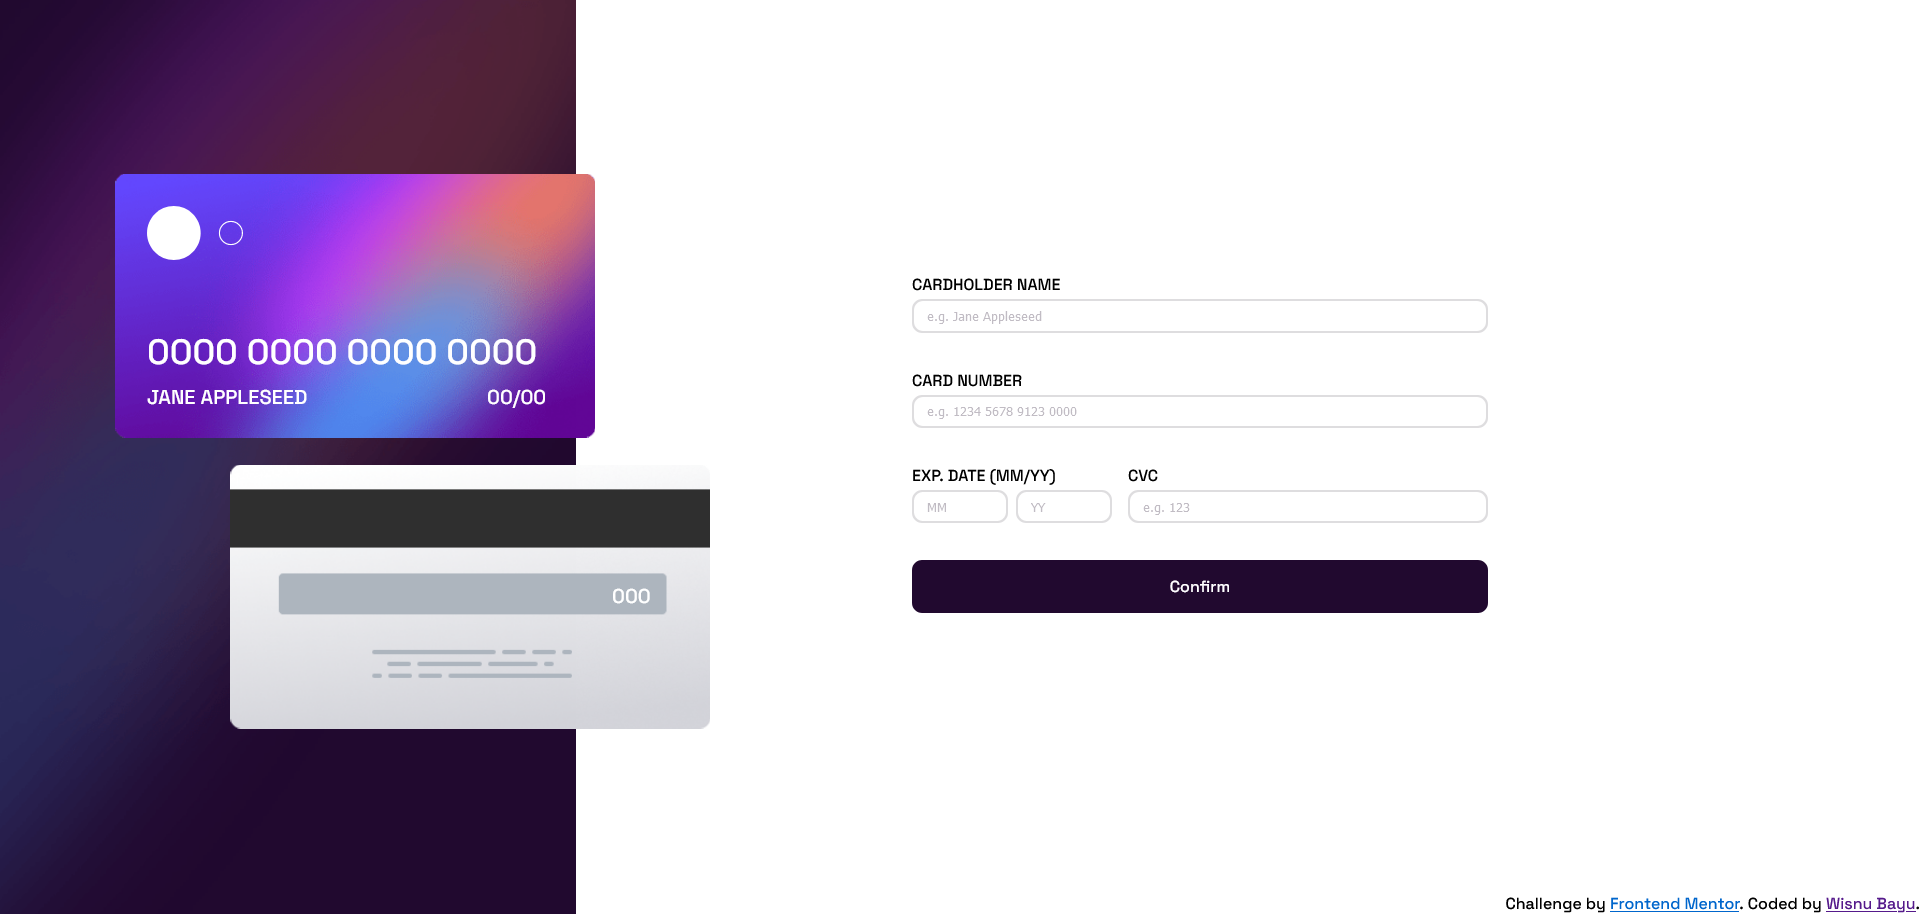 0000 0000 0000 0000
JANE APPLESEED 00/00
000
CARDHOLDER NAME
e.g. Jane Appleseed
CARD NUMBER
e.g. 1234 5678 9123 0000
EXP. DATE (MM/YY) CVC
MM YY e.g. 123
Confirm
Challenge by Frontend Mentor. Coded by Wisnu Bayu.